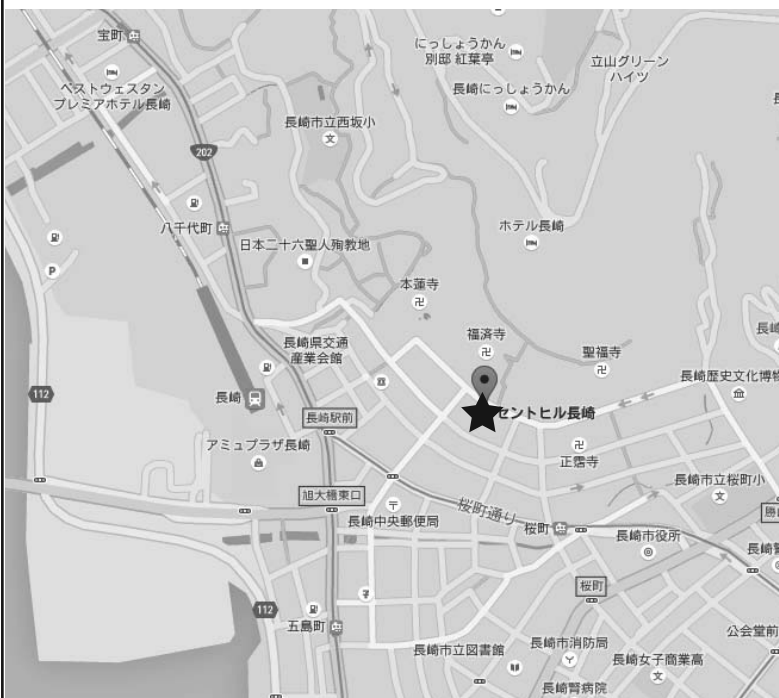 宝町
にっしょうかん
別邸 紅葉亭
立山グリーン
ハイツ
ベストウェスタン
プレミアホテル長崎
長崎にっしょうかん
長崎市立西坂小
文
202
八千代町
ホテル長崎
日本二十六聖人殉教地
P
本蓮寺
卍
福済寺
卍
聖福寺
卍
長崎県交通
産業会館
長崎歴史文化博物
112
長崎
長崎駅前
セントヒル長崎
卍
正霊寺
アミュプラザ長崎
長崎市立桜町小
文
旭大橋東口
〒
長崎中央郵便局
桜町通り
桜町
長崎市役所
桜町
112
五島町
公会堂前
長崎市立図書館
長崎市消防局
長崎女子商業高
文
長崎腎病院